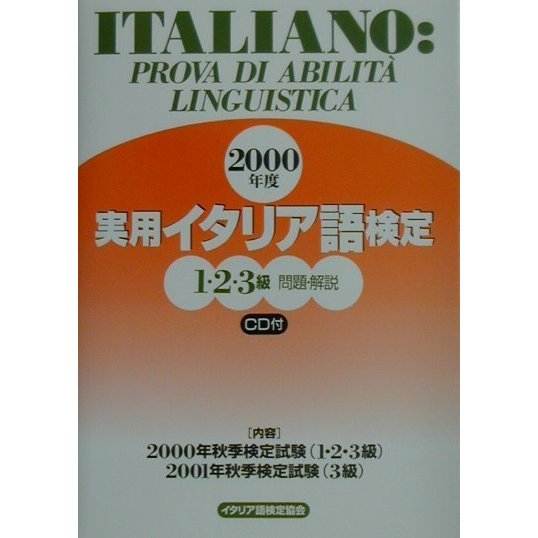 ITALIANO:
PROVA DI ABILITÀ
LINGUISTICA
2000
年度
実用イタリア語検定
1・2・3級 問題・解説
CD付
[内容]
2000年秋季検定試験(1・2・3級)
2001年秋季検定試験(3級)
イタリア語検定協会